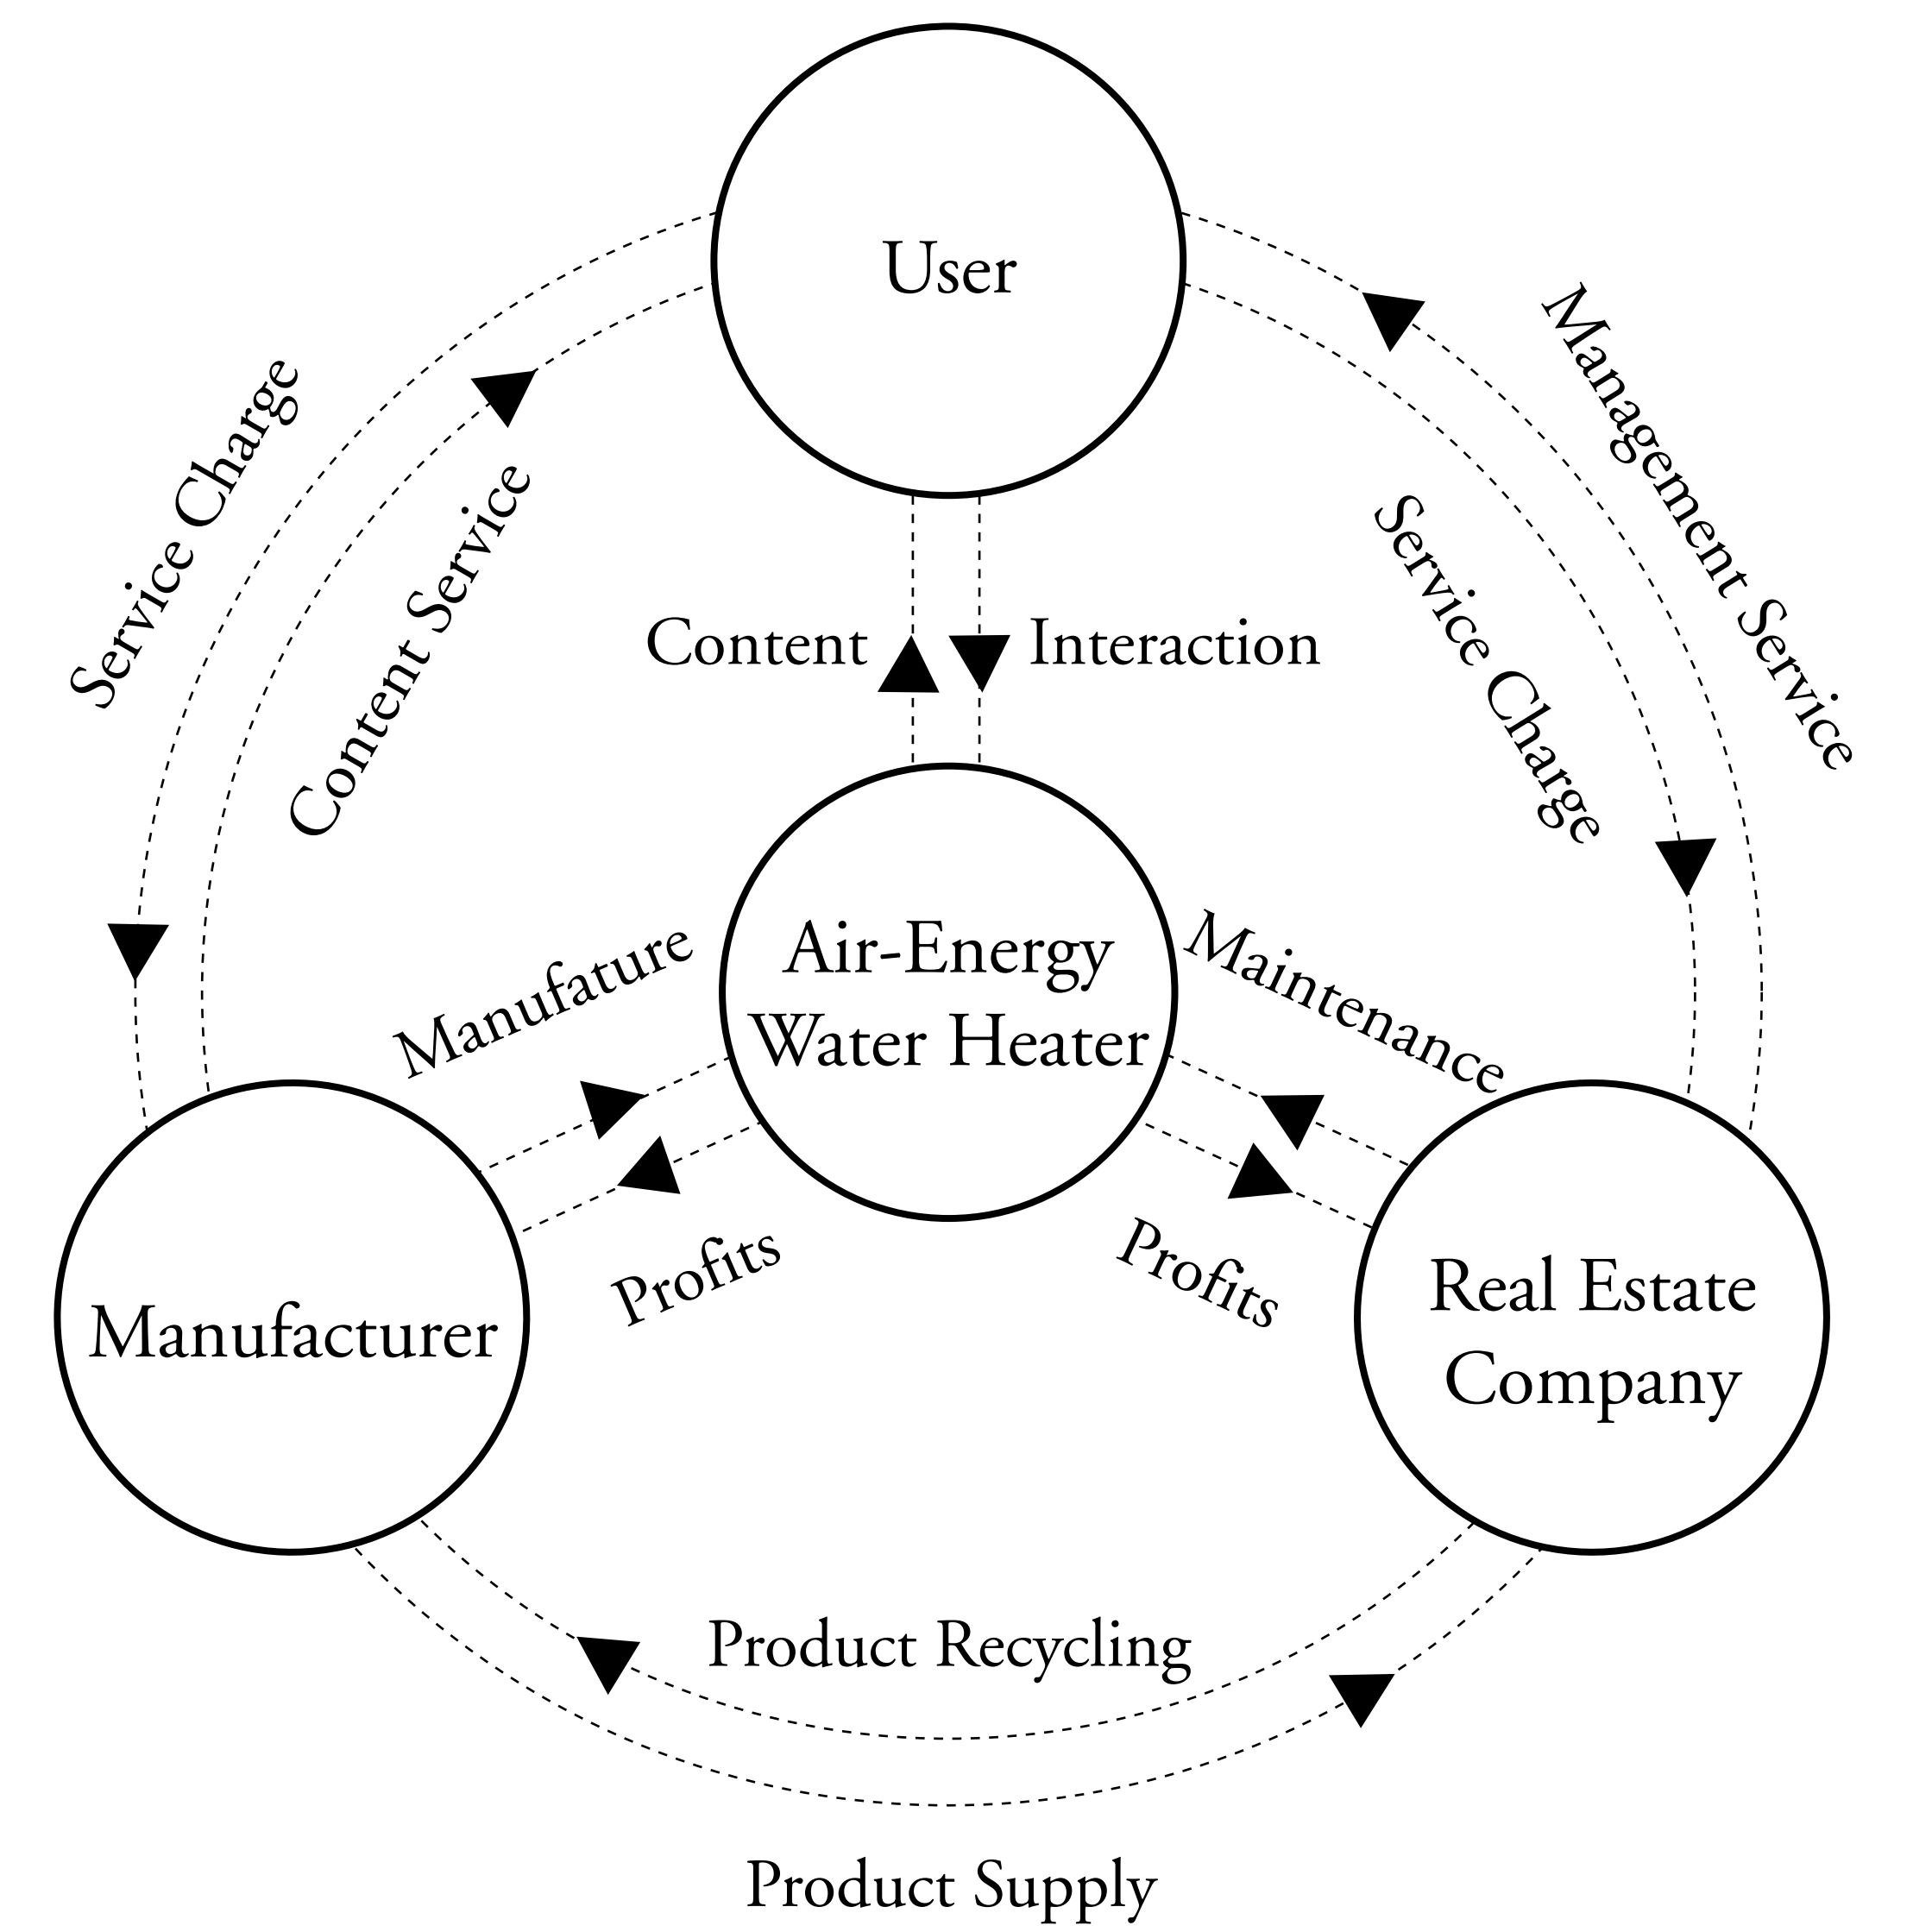 User
Service Charge
Content Service
Management Service
Service Charge
Content
Interaction
Manufature
Air-Energy
Water Heater
Maintenance
Profits
Profits
Manufacturer
Real Estate
Company
Product Recycling
Product Supply